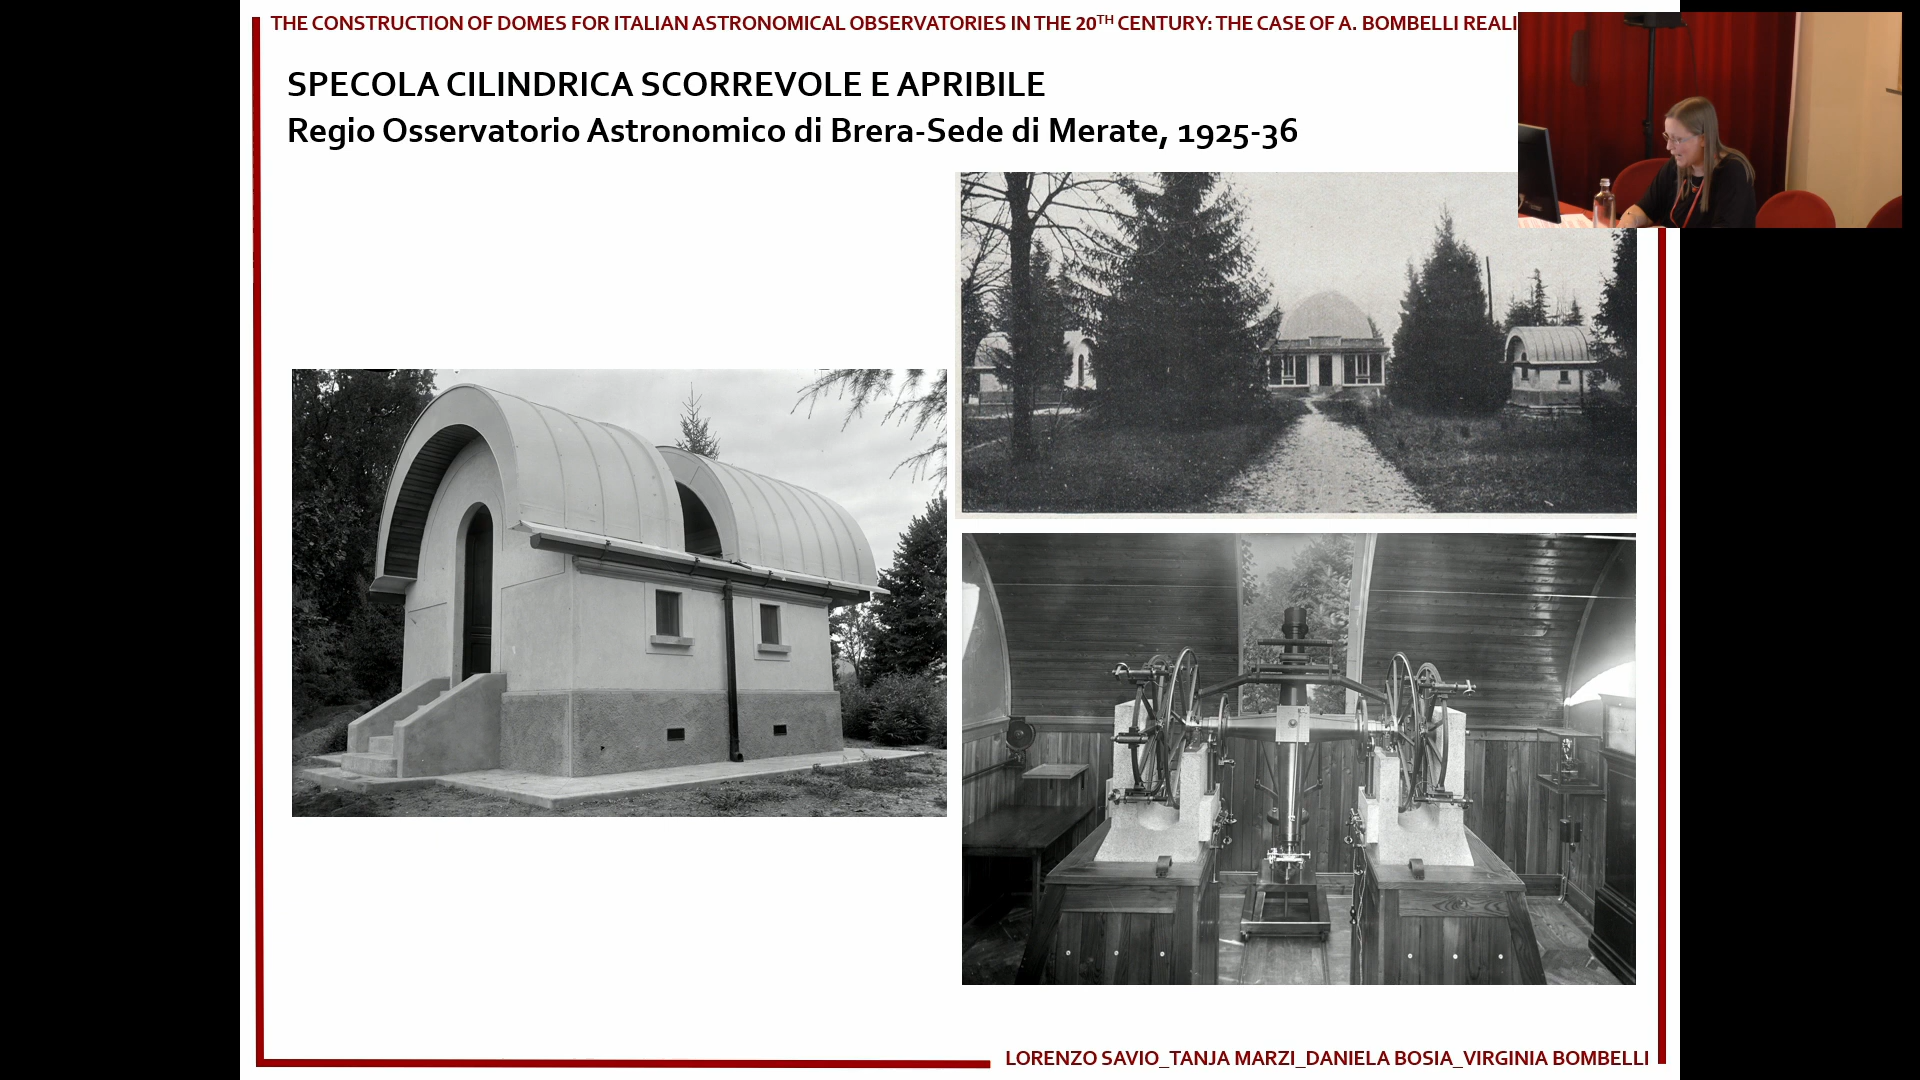 THE CONSTRUCTION OF DOMES FOR ITALIAN ASTRONOMICAL OBSERVATORIES IN THE 20TH CENTURY: THE CASE OF A. BOMBELLI REALI
SPECOLA CILINDRICA SCORREVOLE E APRIBILE
Regio Osservatorio Astronomico di Brera-Sede di Merate, 1925-36
LORENZO SAVIO_TANJA MARZI_DANIELA BOSIA_VIRGINIA BOMBELLI